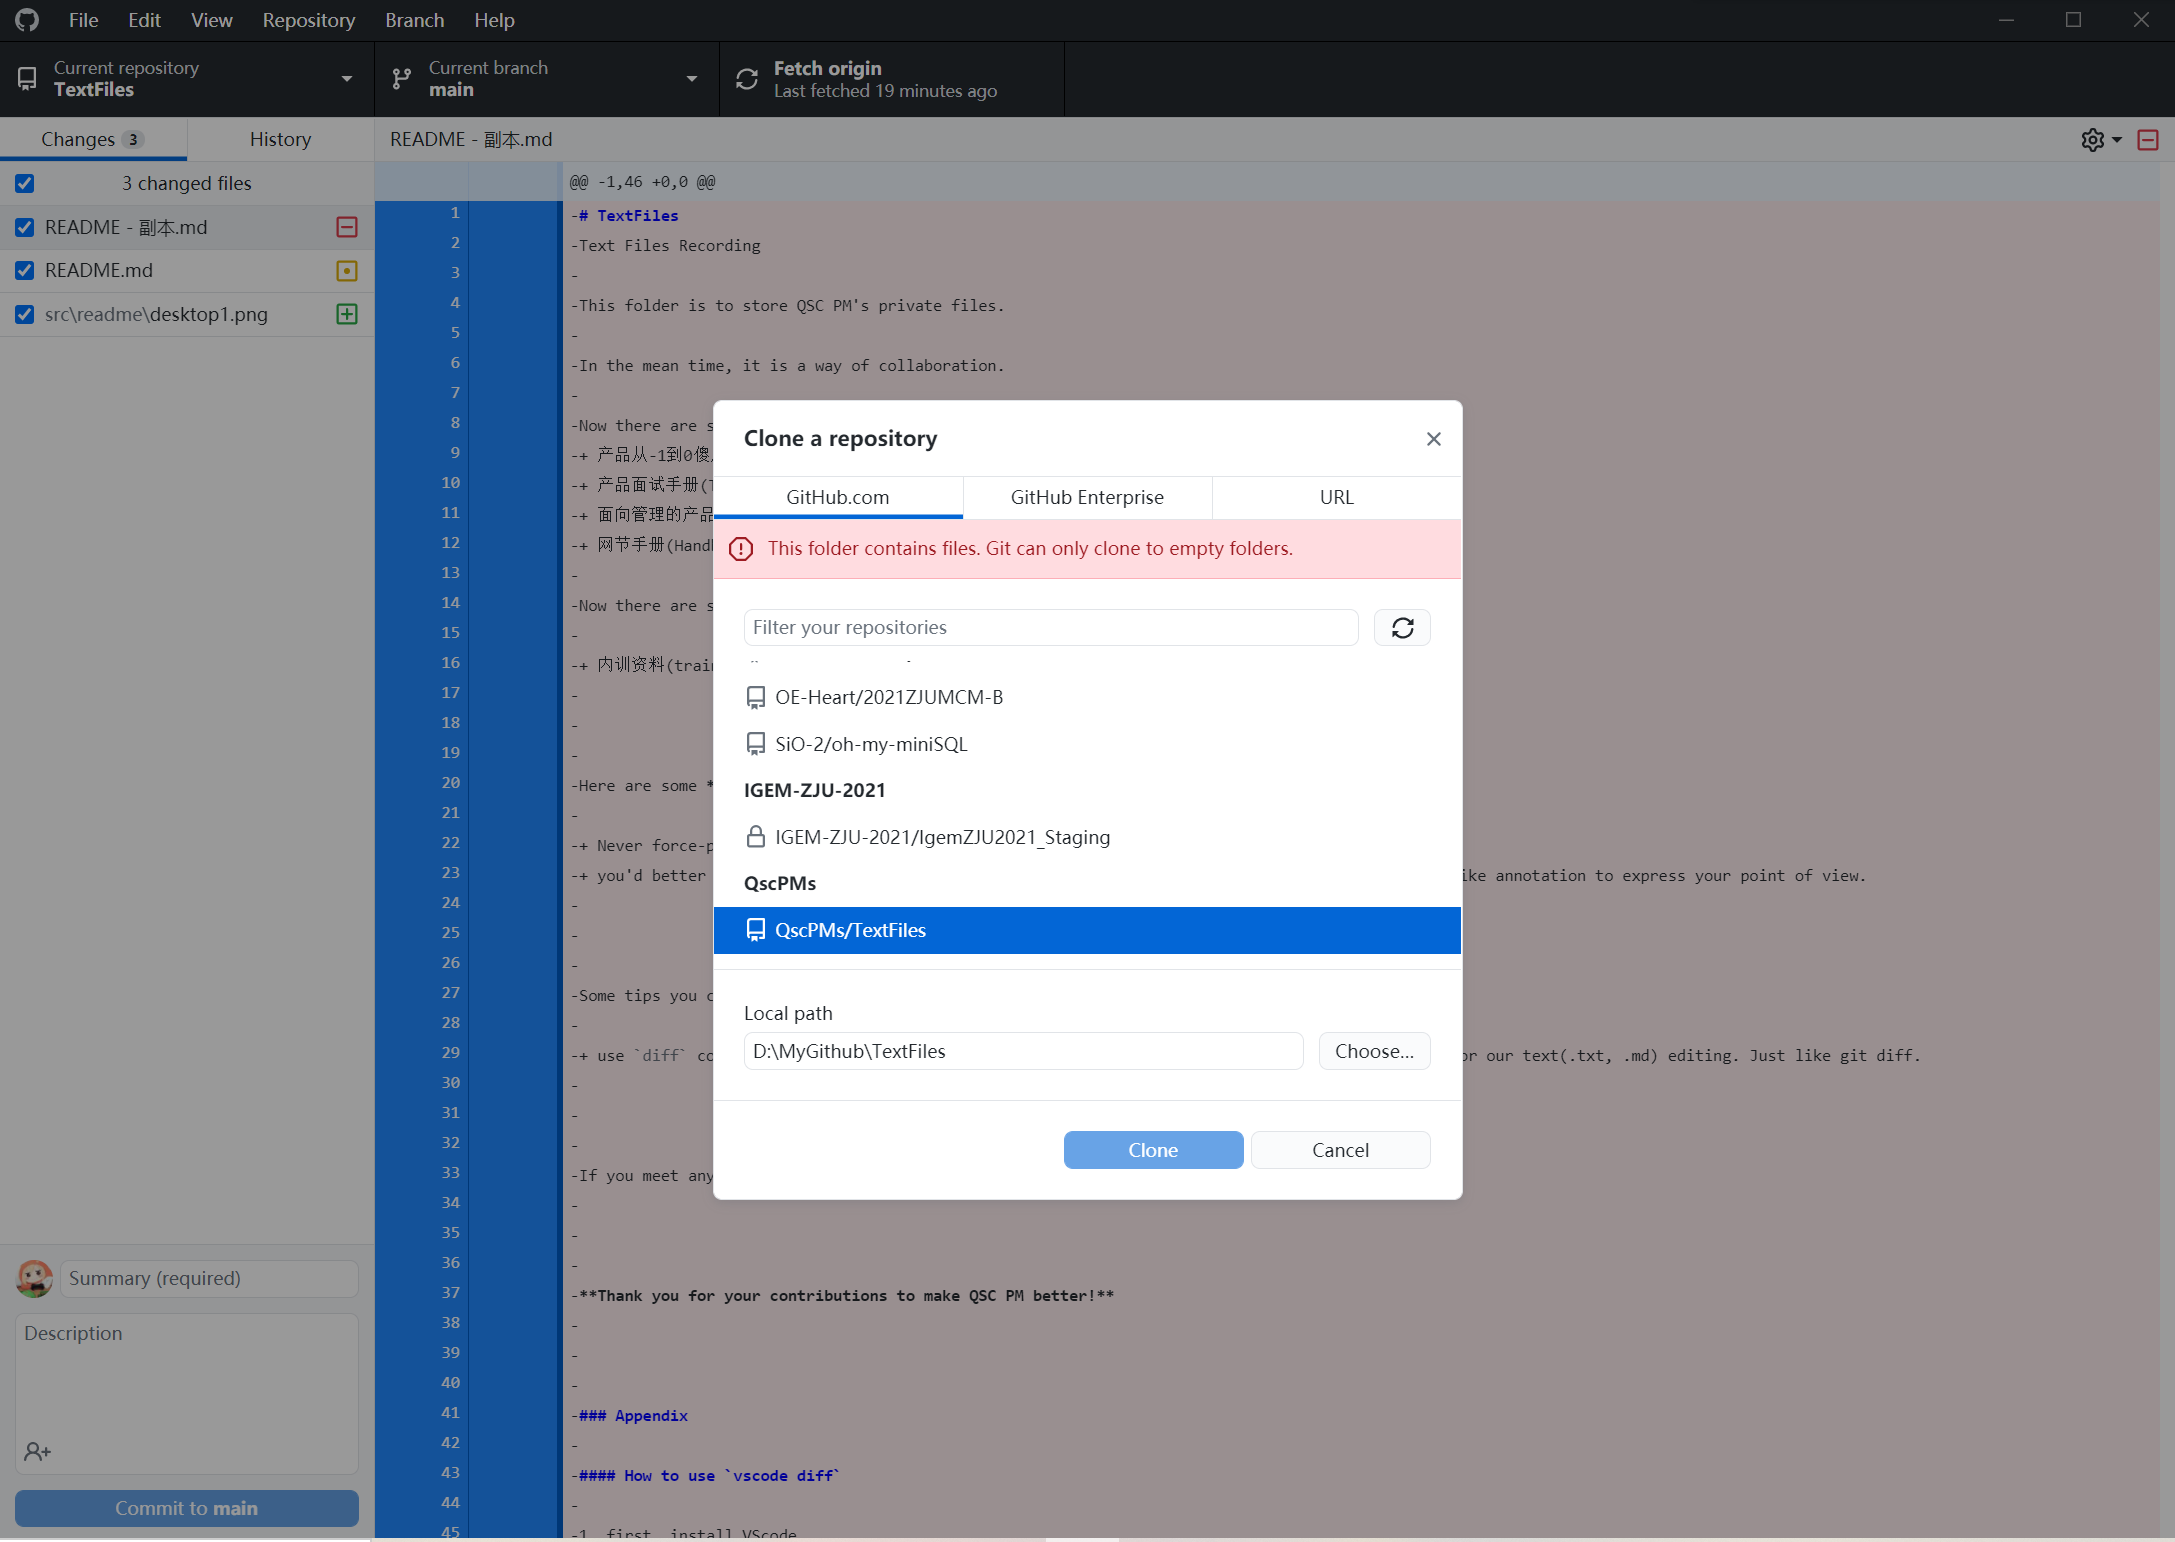 File Edit View Repository Branch Help
Current repository
TextFiles
Current branch
main
Fetch origin
Last fetched 19 minutes ago
Changes 3
History
README - 副本.md
3 changed files
README - 副本.md
README.md
src\readme\desktop1.png
Summary (required)
Description
Commit to main
@@ -1,46 +0,0 @@
1 -# TextFiles
2 -Text Files Recording
3 -
4 -This folder is to store QSC PM's private files.
5 -
6 -In the mean time, it is a way of collaboration.
7 -
8 -Now there are s
9 -+ 产品从-1到0傻
10 -+ 产品面试手册(
11 -+ 面向管理的产品
12 -+ 网节手册(Hand
13 -
14 -Now there are s
15 -
16 -+ 内训资料(trai
17 -
18 -
19 -
20 -Here are some *
21 -
22 -+ Never force-p
23 -+ you'd better ike annotation to express your point of view.
24 -
25 -
26 -
27 -Some tips you c
28 -
29 -+ use `diff` co or our text(.txt, .md) editing. Just like git diff.
30 -
31 -
32 -
33 -If you meet any
34 -
35 -
36 -
37 -**Thank you for your contributions to make QSC PM better!**
38 -
39 -
40 -
41 -### Appendix
42 -
43 -#### How to use `vscode diff`
44 -
45 -1. first, install VScode
Clone a repository
GitHub.com
GitHub Enterprise
URL
This folder contains files. Git can only clone to empty folders.
Filter your repositories
OE-Heart/2021ZJUMCM-B
SiO-2/oh-my-miniSQL
IGEM-ZJU-2021
IGEM-ZJU-2021/IgemZJU2021_Staging
QscPMs
QscPMs/TextFiles
Local path
D:\MyGithub\TextFiles
Choose...
Clone
Cancel